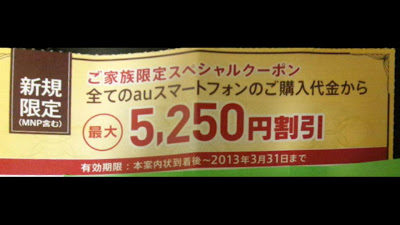 新規
限定
(MNP含む)
ご家族限定スペシャルクーポン
全てのauスマートフォンのご購入代金から
最大 5,250円割引
有効期限:本案内状到着後〜2013年3月31日まで